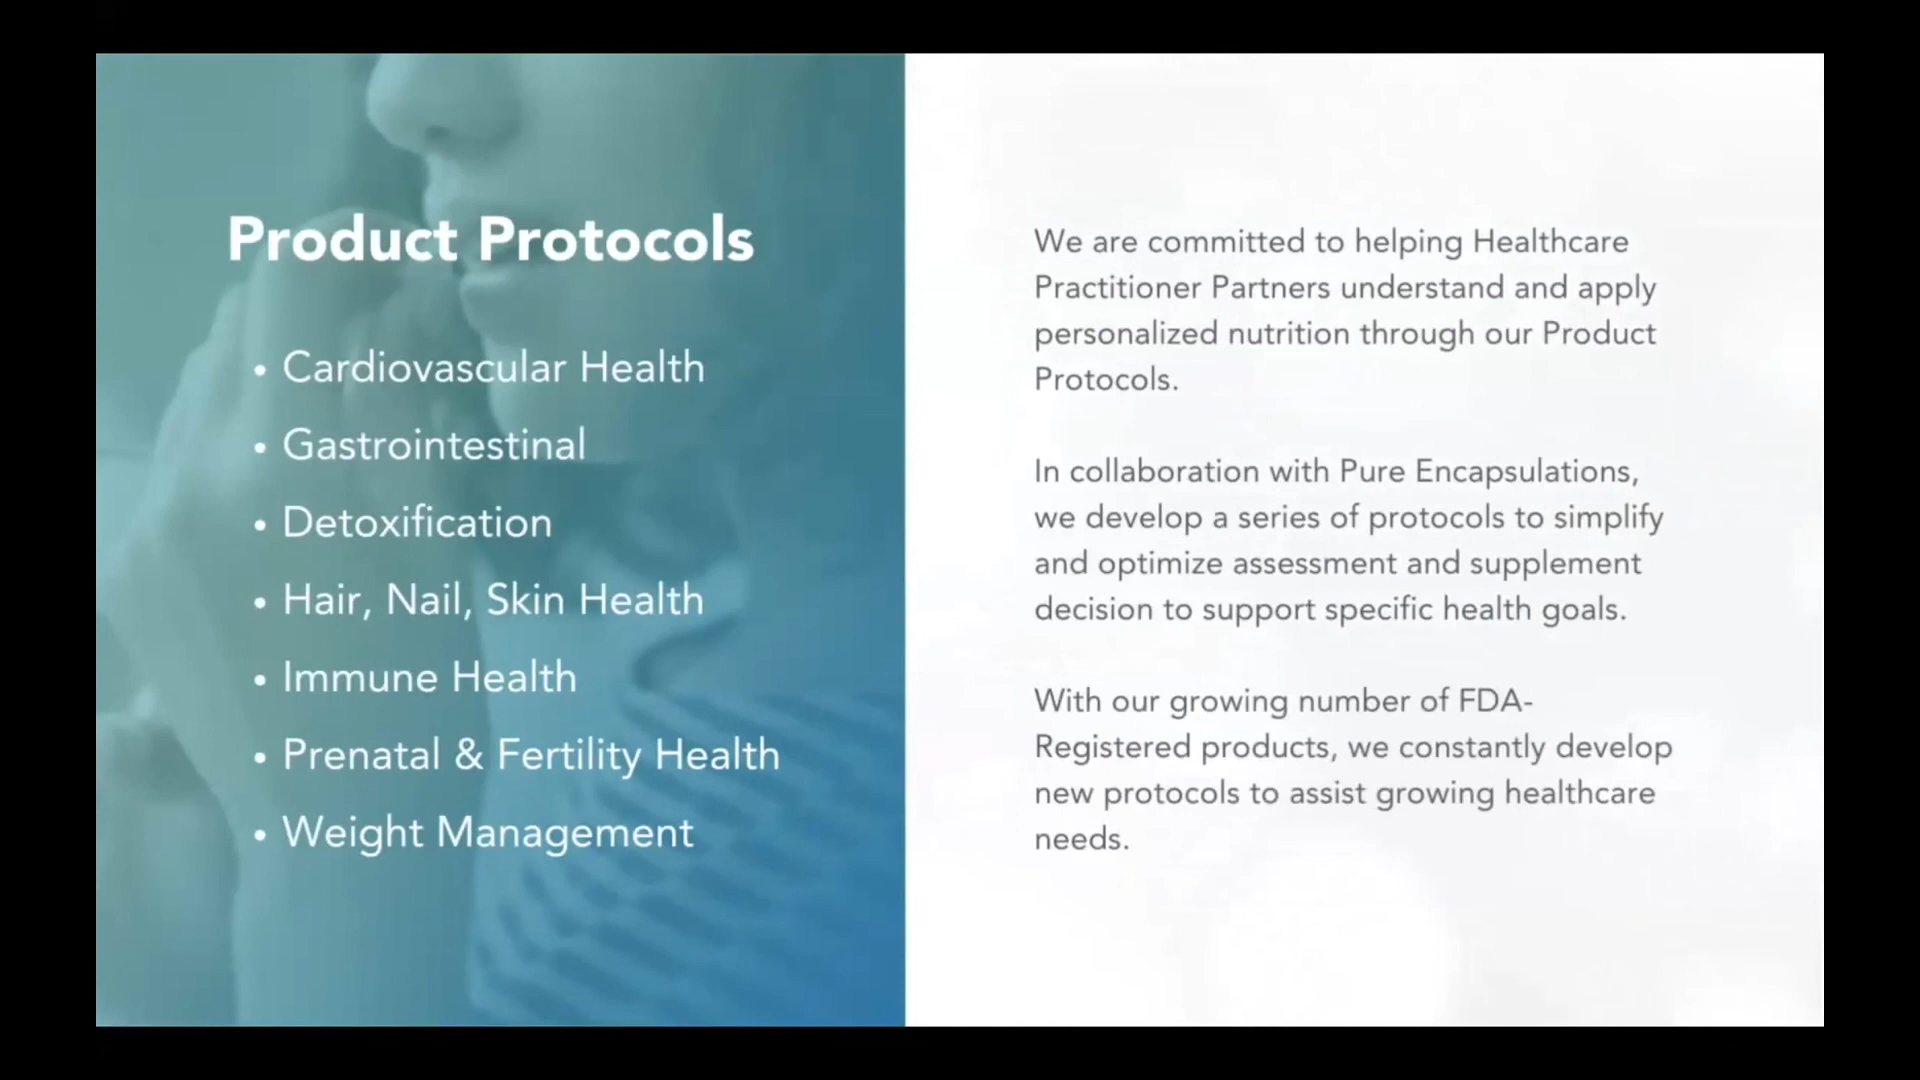 Product Protocols
• Cardiovascular Health
• Gastrointestinal
• Detoxification
• Hair, Nail, Skin Health
• Immune Health
• Prenatal & Fertility Health
• Weight Management
We are committed to helping Healthcare
Practitioner Partners understand and apply
personalized nutrition through our Product
Protocols.
In collaboration with Pure Encapsulations,
we develop a series of protocols to simplify
and optimize assessment and supplement
decision to support specific health goals.
With our growing number of FDA-
Registered products, we constantly develop
new protocols to assist growing healthcare
needs.